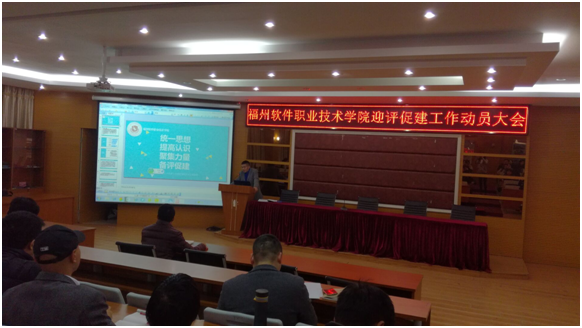 福州软件职业技术学院迎评促建工作动员大会
统一思想
提高认识
聚集力量
备评促建